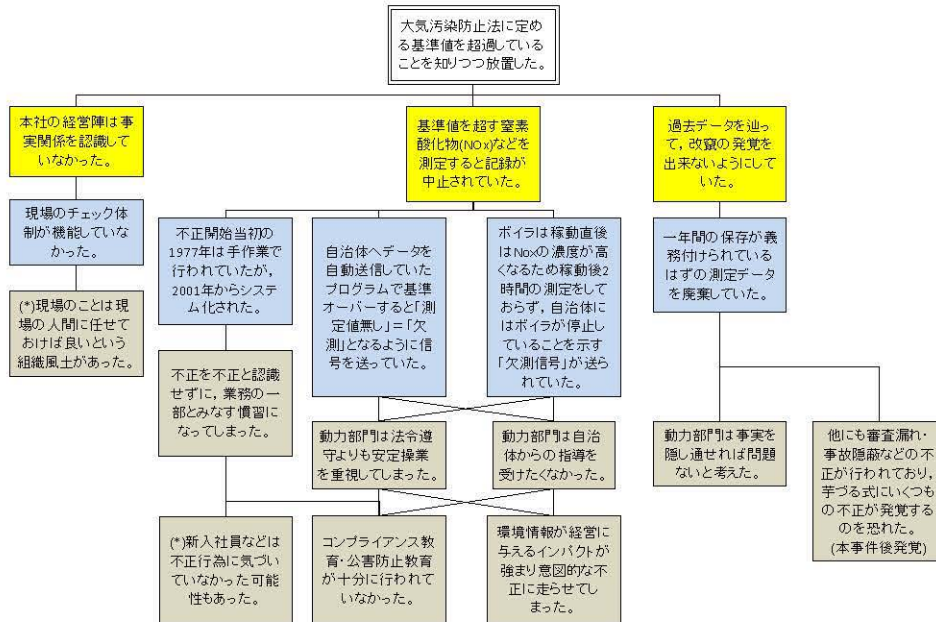 大気汚染防止法に定め
る基準値を超過している
ことを知りつつ放置した。
本社の経営陣は事
実関係を認識して
いなかった。
基準値を超す窒素
酸化物(NOx)などを
測定すると記録が
中止されていた。
過去データを辿っ
て,改竄の発覚を
出来ないようにして
いた。
現場のチェック体
制が機能していな
かった。
不正開始当初の
1977年は手作業で
行われていたが,
2001年からシステ
ム化された。
自治体へデータを
自動送信していた
プログラムで基準
オーバーすると「測
定値無し」=「欠
測」となるように信
号を送っていた。
ボイラは稼動直後
はNoxの濃度が高
くなるため稼動後2
時間の測定をして
おらず,自治体に
はボイラが停止し
ていることを示す
「欠測信号」が送ら
れていた。
一年間の保存が義
務付けられている
はずの測定データ
を廃棄していた。
(*)現場のことは現
場の人間に任せて
おけば良いという
組織風土があった。
不正を不正と認識
せずに,業務の一
部とみなす慣習に
なってしまった。
動力部門は法令遵
守よりも安定操業
を重視してしまった。
動力部門は自治
体からの指導を
受けたくなかった。
動力部門は事実を
隠し通せれば問題
ないと考えた。
他にも審査漏れ・
事故隠蔽などの不
正が行われており,
芋づる式にいくつも
の不正が発覚する
のを恐れた。
(本事件後発覚)
(*)新入社員などは
不正行為に気づい
ていなかった可能
性もあった。
コンプライアンス教
育・公害防止教育
が十分に行われて
いなかった。
環境情報が経営に
与えるインパクトが
強まり意図的な不
正に走らせてし
まった。